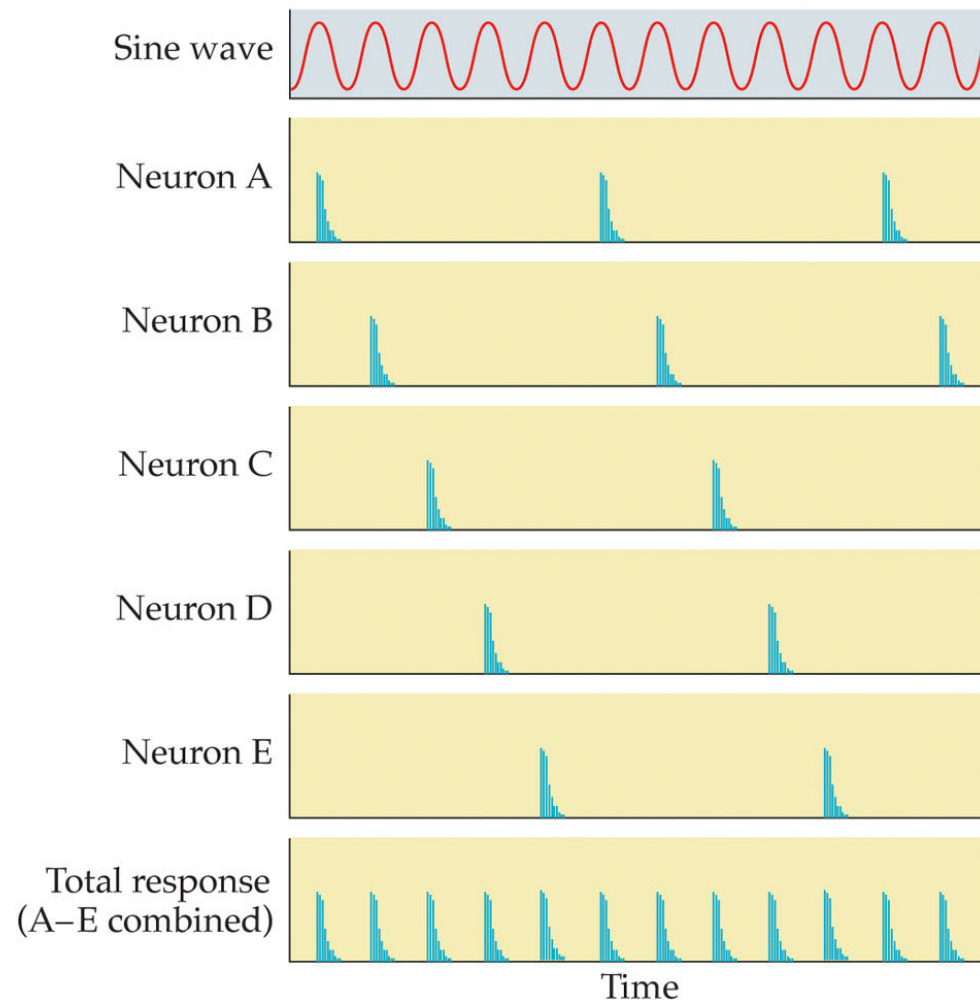 Sine wave
Neuron A
Neuron B
Neuron C
Neuron D
Neuron E
Total response
(A–E combined)
Time